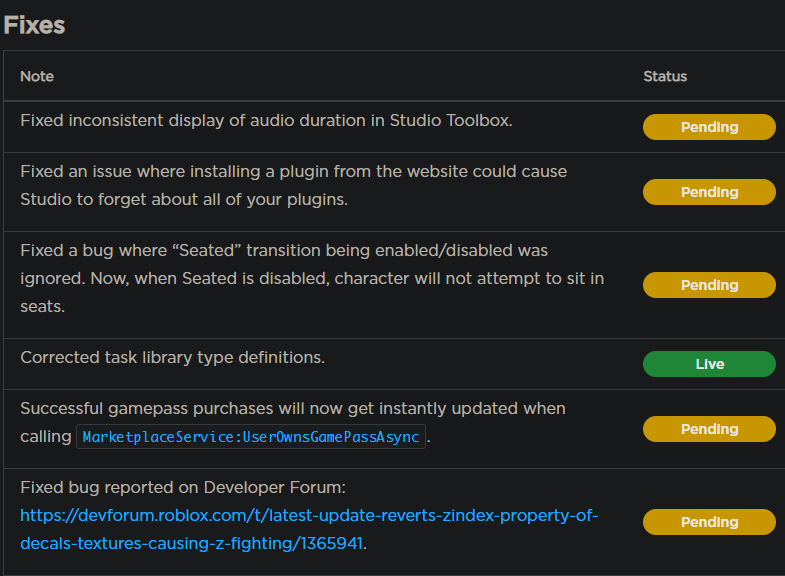 Fixes
Note Status
Fixed inconsistent display of audio duration in Studio Toolbox. Pending
Fixed an issue where installing a plugin from the website could cause
Studio to forget about all of your plugins. Pending
Fixed a bug where “Seated” transition being enabled/disabled was
ignored. Now, when Seated is disabled, character will not attempt to sit in
seats. Pending
Corrected task library type definitions. Live
Successful gamepass purchases will now get instantly updated when
calling MarketplaceService:UserOwnsGamePassAsync. Pending
Fixed bug reported on Developer Forum:
https://devforum.roblox.com/t/latest-update-reverts-zindex-property-of-
decals-textures-causing-z-fighting/1365941. Pending